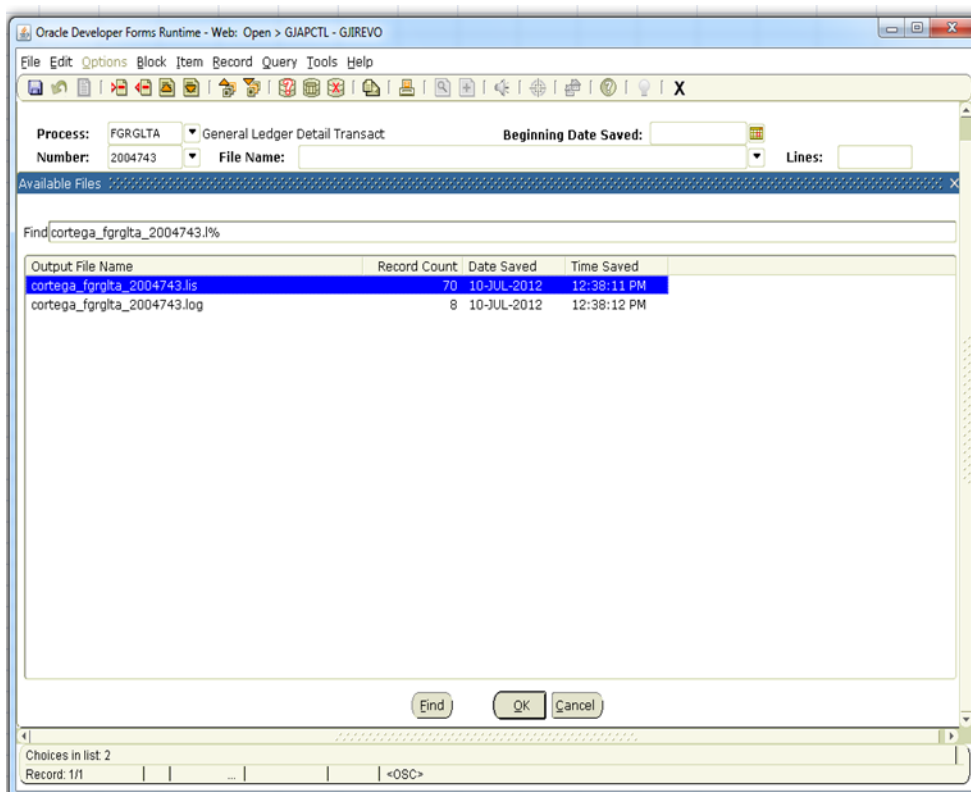 Oracle Developer Forms Runtime - Web: Open > GJAPCTL - GJIREVO
File Edit Options Block Item Record Query Tools Help
Process: FGRGLTA General Ledger Detail Transact Beginning Date Saved:
Number: 2004743 File Name: Lines:
Available Files
Find cortega_fgrglta_2004743.l%
Output File Name Record Count Date Saved Time Saved
cortega_fgrglta_2004743.lis 70 10-JUL-2012 12:38:11 PM
cortega_fgrglta_2004743.log 8 10-JUL-2012 12:38:12 PM
Find OK Cancel
Choices in list: 2
Record: 1/1 ... <OSC>